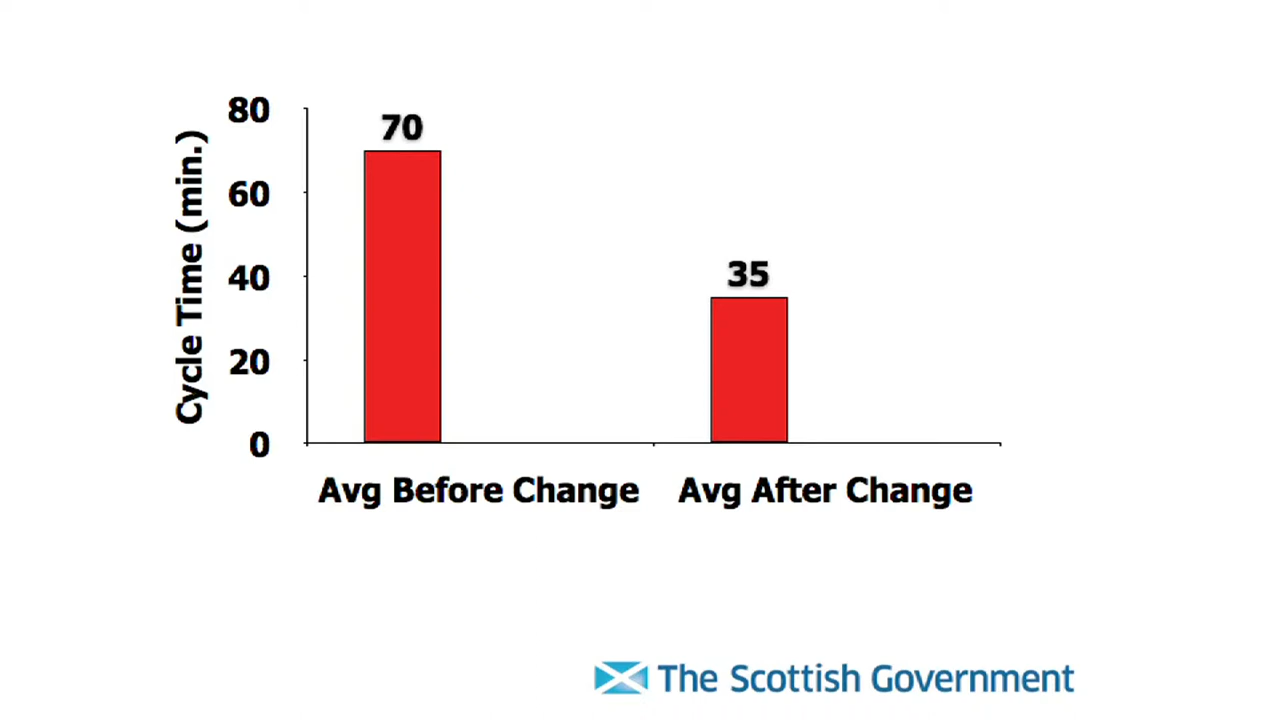 Cycle Time (min.)
80
60
40
20
0
70
35
Avg Before Change
Avg After Change
The Scottish Government